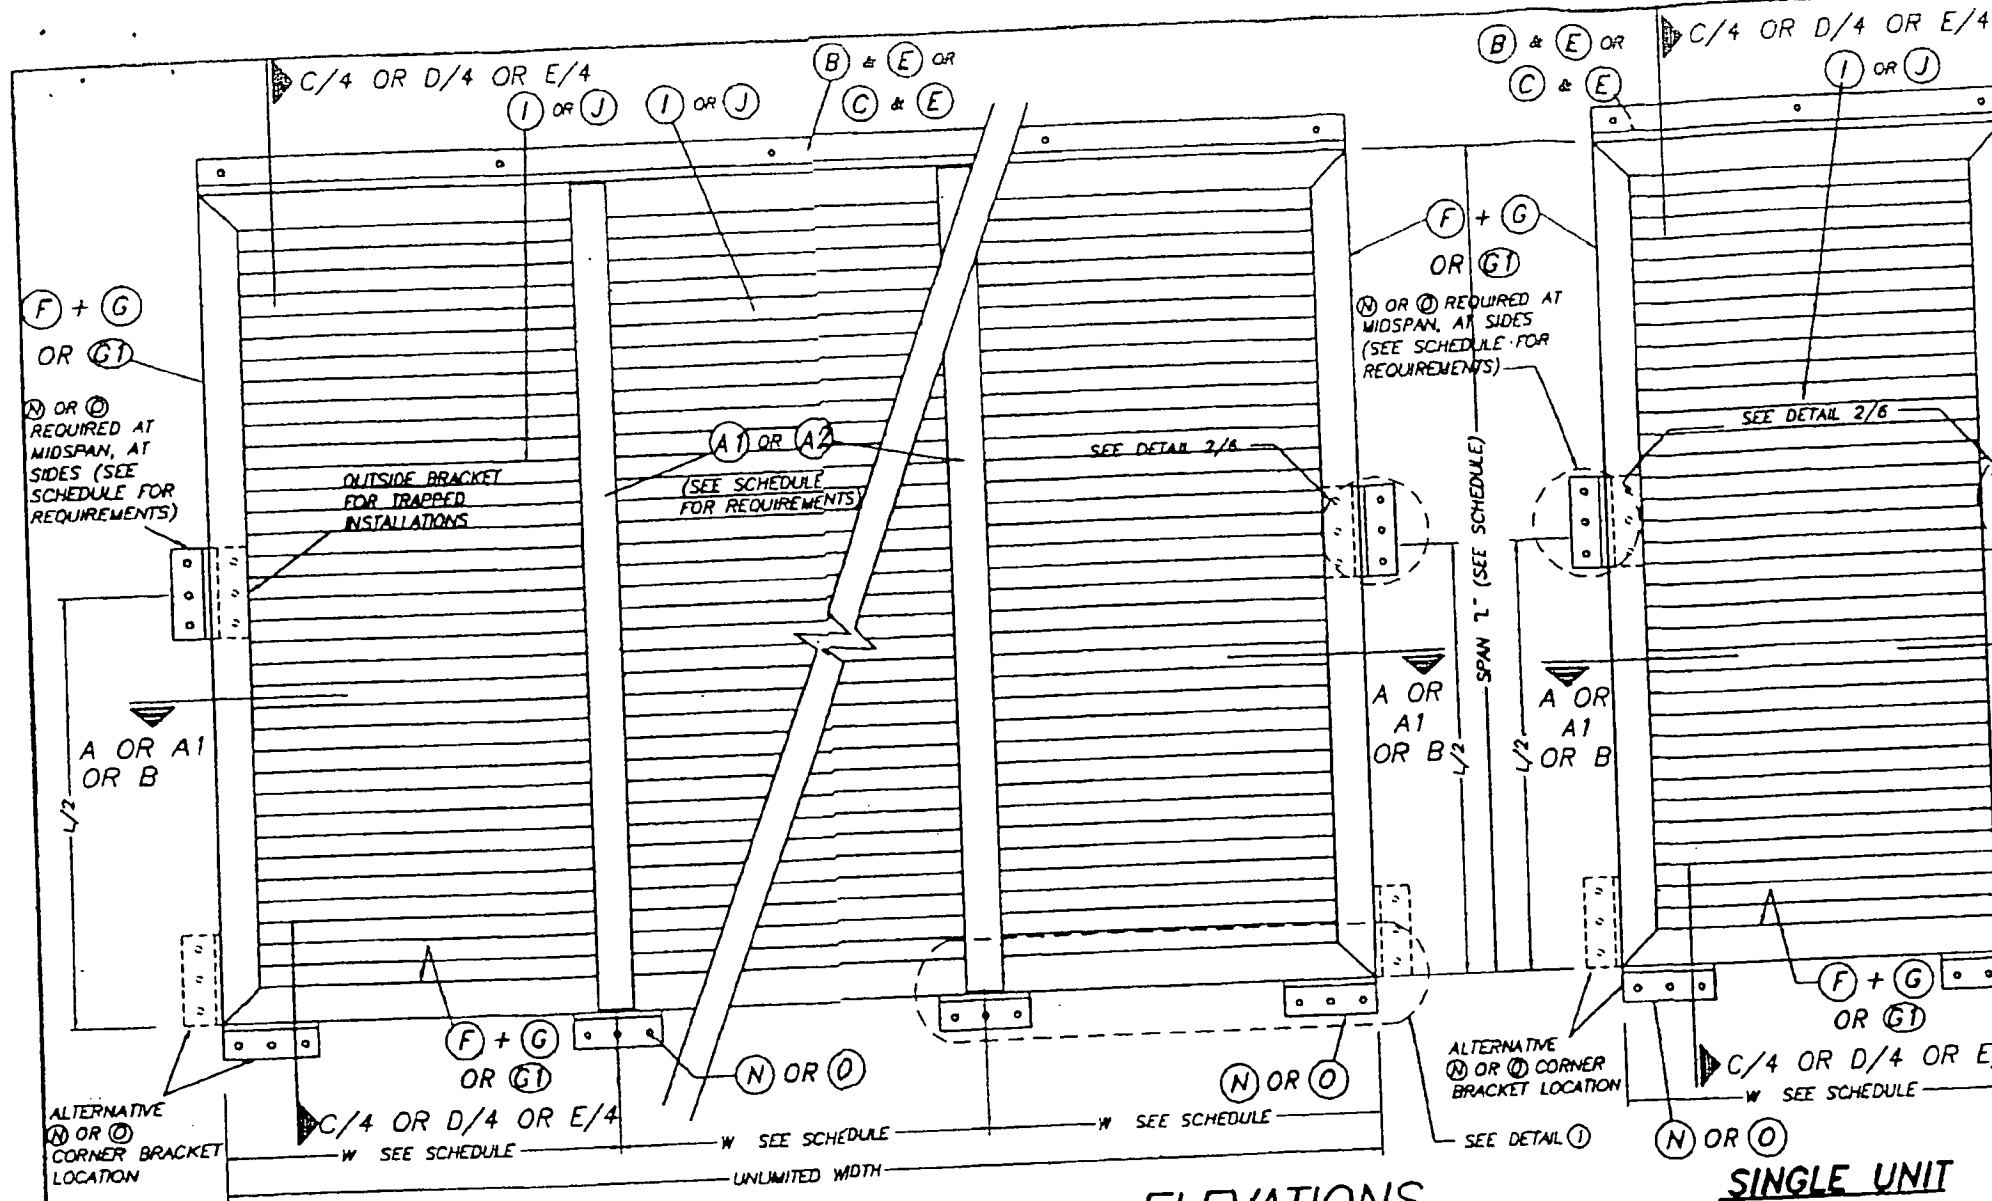 C/4 OR D/4 OR E/4
I OR J
I OR J
B & E OR
C & E
B & E OR
C & E
C/4 OR D/4 OR E/4
I OR J
F + G
OR G1
N OR O
REQUIRED AT
MIDSPAN, AT
SIDES (SEE
SCHEDULE FOR
REQUIREMENTS)
OUTSIDE BRACKET
FOR TRAPPED
INSTALLATIONS
A1 OR A2
(SEE SCHEDULE
FOR REQUIREMENTS)
SEE DETAIL 2/6
F + G
OR G1
N OR O REQUIRED AT
MIDSPAN, AT SIDES
(SEE SCHEDULE FOR
REQUIREMENTS)
SEE DETAIL 2/6
SPAN "L" (SEE SCHEDULE)
A OR A1
OR B
L/2
A OR
A1
OR B
L/2
L/2
A OR
A1
OR B
F + G
OR G1
N OR O
N OR O
ALTERNATIVE
N OR O
CORNER BRACKET
LOCATION
C/4 OR D/4 OR E/4
W SEE SCHEDULE
W SEE SCHEDULE
W SEE SCHEDULE
UNLIMITED WIDTH
SEE DETAIL 1
ALTERNATIVE
N OR O CORNER
BRACKET LOCATION
F + G
OR G1
C/4 OR D/4 OR E/
W SEE SCHEDULE
N OR O
SINGLE UNIT
ELEVATIONS